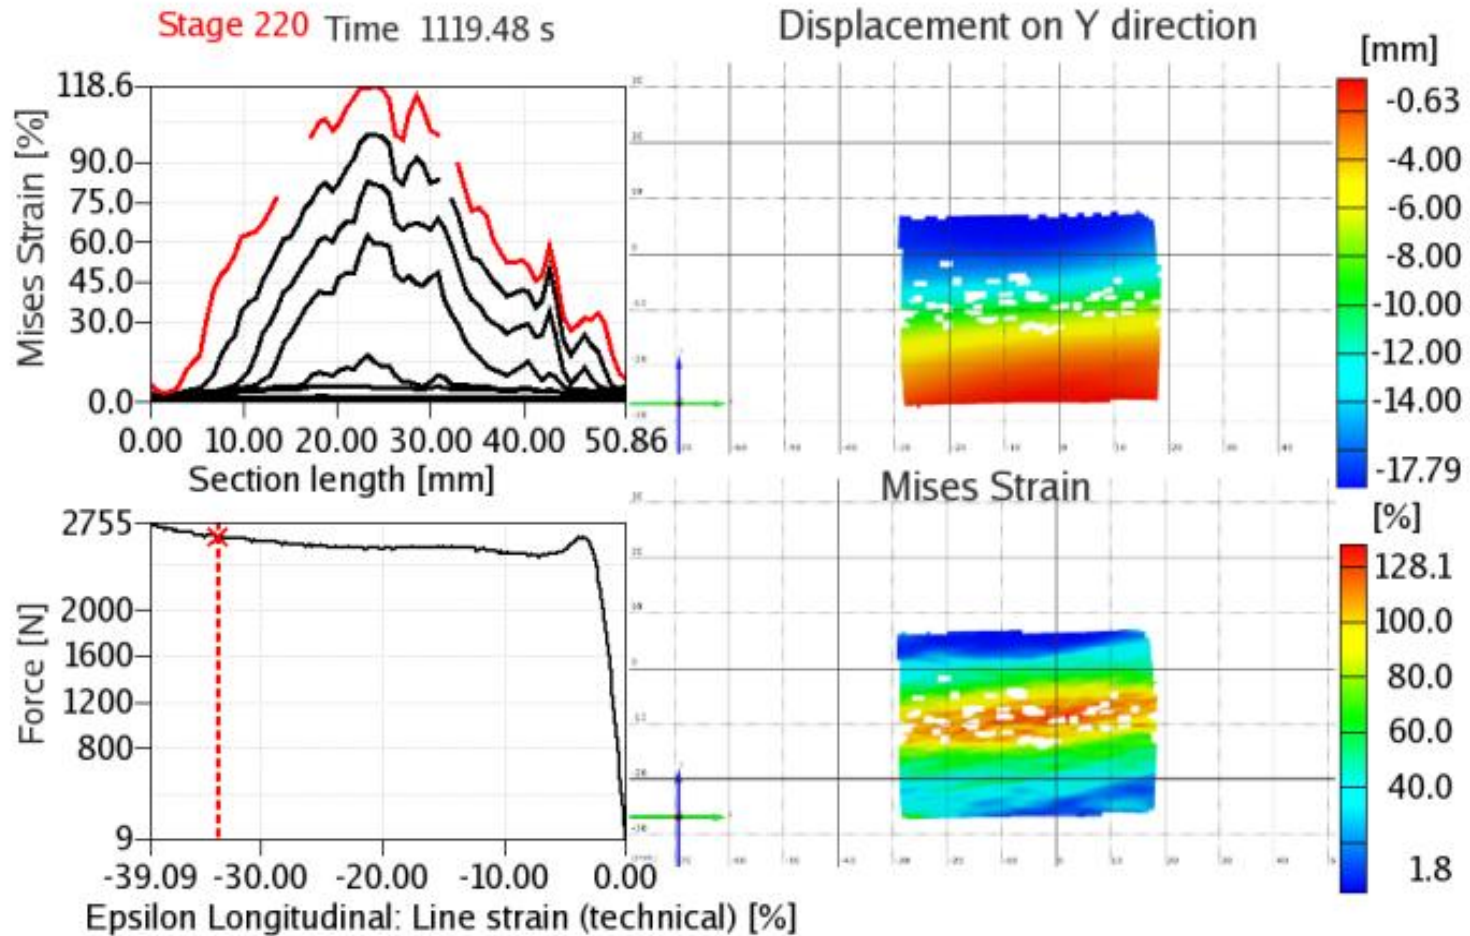 Stage 220 Time 1119.48 s
Displacement on Y direction
[mm]
118.6
90.0
75.0
60.0
45.0
30.0
0.0
Mises Strain [%]
0.00 10.00 20.00 30.00 40.00 50.86
Section length [mm]
-0.63
-4.00
-6.00
-8.00
-10.00
-12.00
-14.00
-17.79
Mises Strain
[%]
2755
2000
1600
1200
800
9
Force [N]
-39.09 -30.00 -20.00 -10.00 0.00
Epsilon Longitudinal: Line strain (technical) [%]
128.1
100.0
80.0
60.0
40.0
1.8